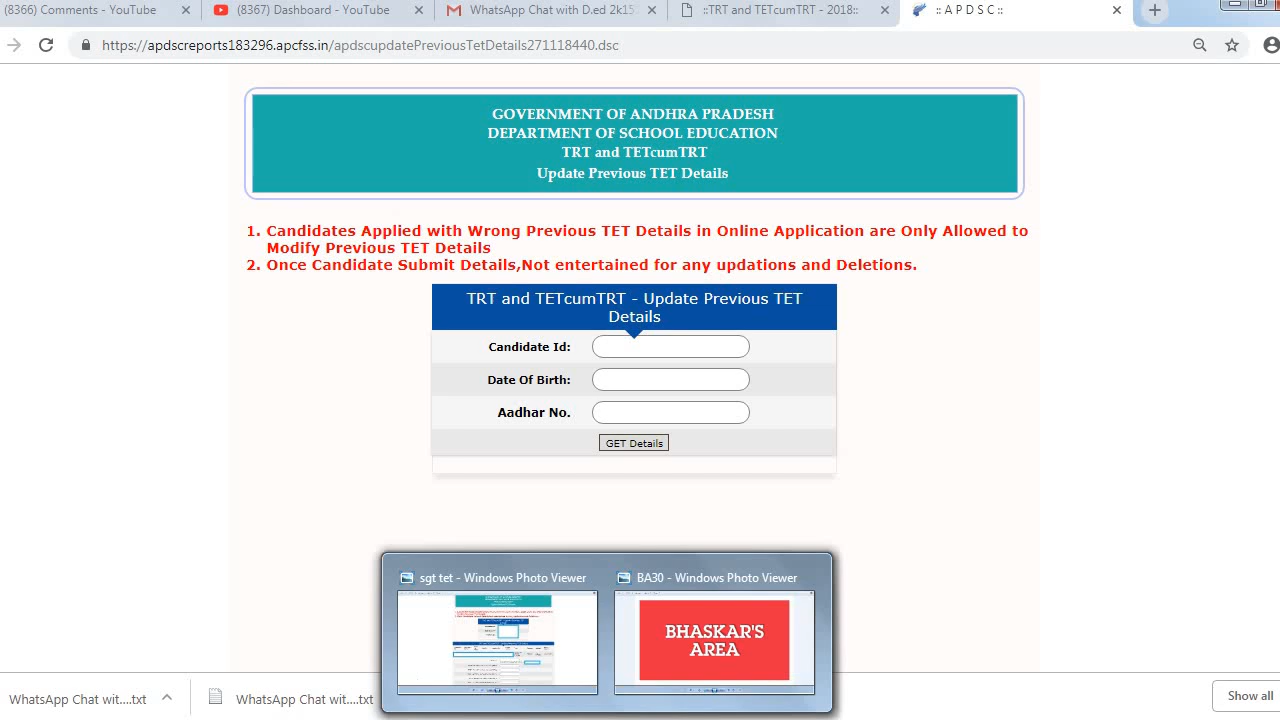 (8366) Comments - YouTube
(8367) Dashboard - YouTube
WhatsApp Chat with D.ed 2k15
::TRT and TETcumTRT - 2018::
:: A P D S C ::
https://apdscreports183296.apcfss.in/apdscupdatePreviousTetDetails271118440.dsc
GOVERNMENT OF ANDHRA PRADESH
DEPARTMENT OF SCHOOL EDUCATION
TRT and TETcumTRT
Update Previous TET Details
1. Candidates Applied with Wrong Previous TET Details in Online Application are Only Allowed to
Modify Previous TET Details
2. Once Candidate Submit Details,Not entertained for any updations and Deletions.
TRT and TETcumTRT - Update Previous TET
Details
Candidate Id:
Date Of Birth:
Aadhar No.
GET Details
sgt tet - Windows Photo Viewer
BA30 - Windows Photo Viewer
BHASKAR'S
AREA
WhatsApp Chat wit....txt
WhatsApp Chat wit....txt
Show all